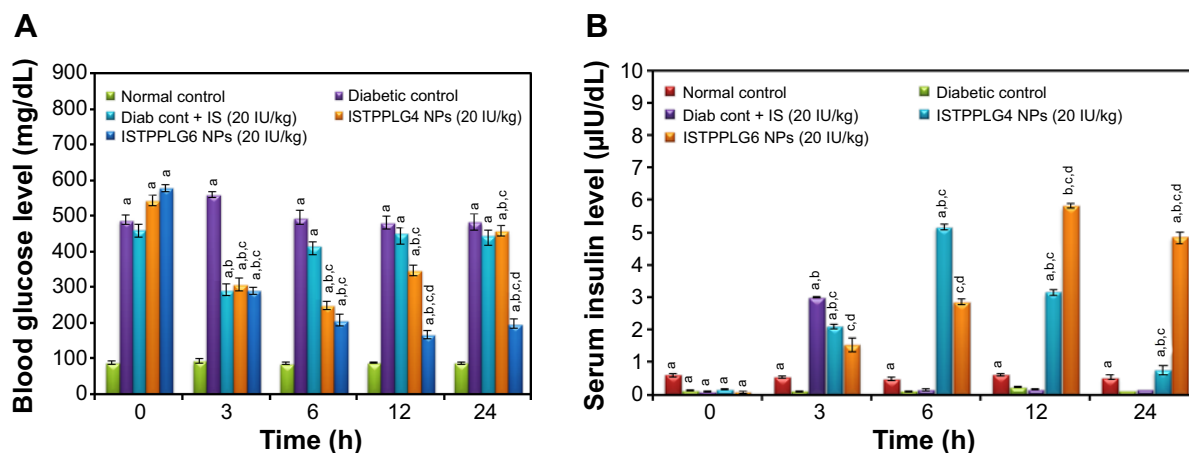 A
Blood glucose level (mg/dL)
900
800
700
600
500
400
300
200
100
0
Normal control
Diabetic control
Diab cont + IS (20 IU/kg)
ISTPPLG4 NPs (20 IU/kg)
ISTPPLG6 NPs (20 IU/kg)
a
a
a
a
a,b
a,b,c
a,b,c
a
a
a,b,c
a,b,c
a
a
a,b,c
a,b,c,d
a
a
a,b,c
a,b,c,d
0 3 6 12 24
Time (h)
B
Serum insulin level (µIU/dL)
10
9
8
7
6
5
4
3
2
1
0
Normal control
Diabetic control
Diab cont + IS (20 IU/kg)
ISTPPLG4 NPs (20 IU/kg)
ISTPPLG6 NPs (20 IU/kg)
a
a
a
a
a
a
a,b
a,b,c
c,d
a
a,b,c
c,d
a
a,b,c
b,c,d
a
a,b,c
a,b,c,d
0 3 6 12 24
Time (h)